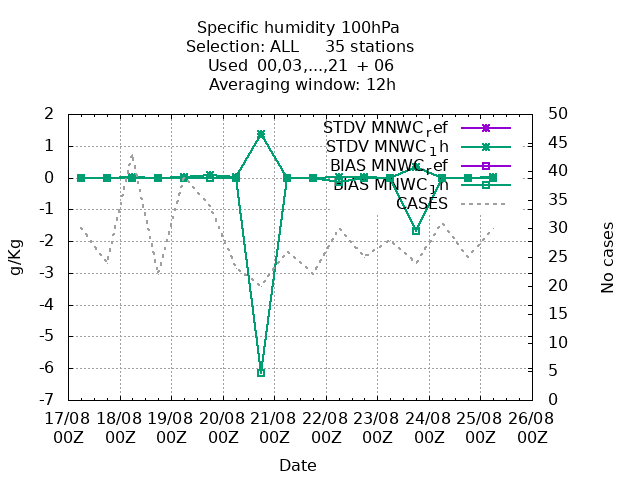 Specific humidity 100hPa
Selection: ALL     35 stations
Used  00,03,...,21  + 06
Averaging window: 12h
STDV MNWC_ref
STDV MNWC_1h
BIAS MNWC_ref
BIAS MNWC_1h
CASES
2
1
0
-1
-2
-3
-4
-5
-6
-7
g/Kg
50
45
40
35
30
25
20
15
10
5
0
No cases
17/08 18/08 19/08 20/08 21/08 22/08 23/08 24/08 25/08 26/08
00Z 00Z 00Z 00Z 00Z 00Z 00Z 00Z 00Z 00Z
Date